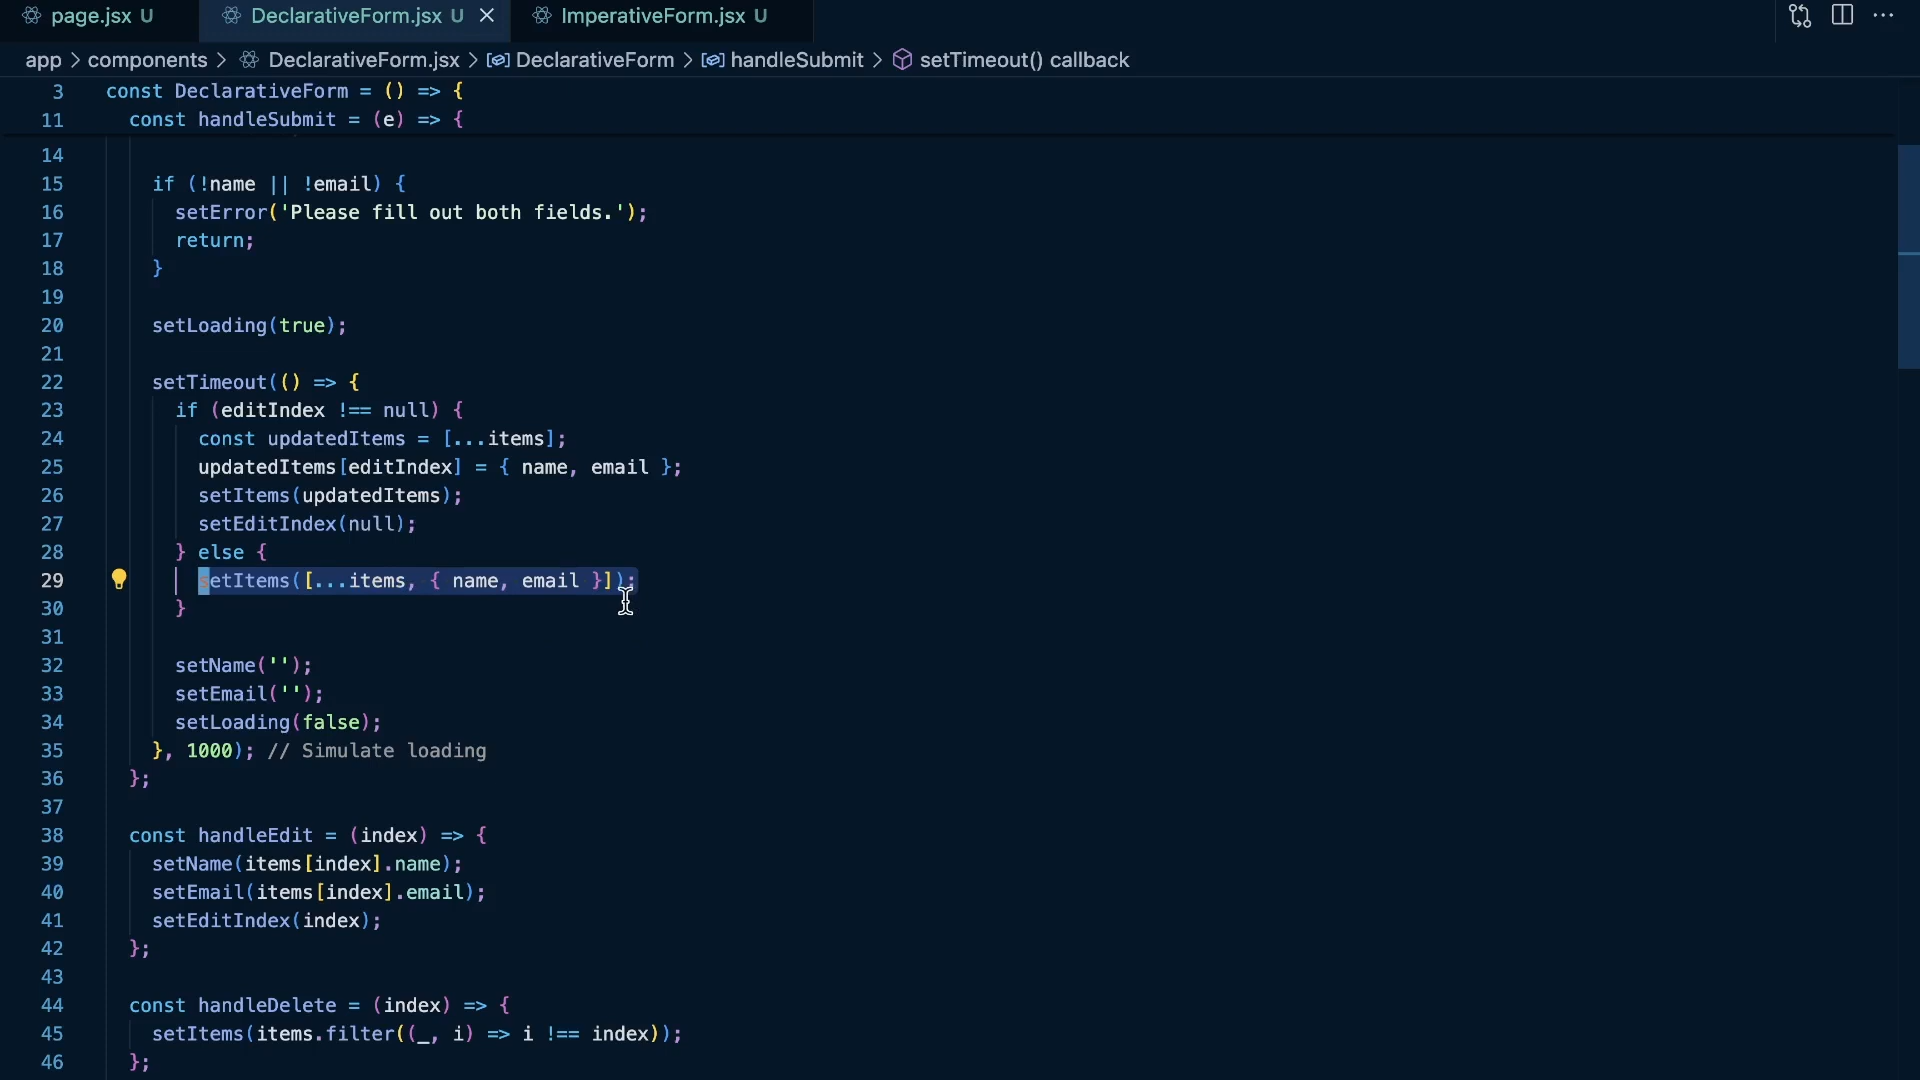 page.jsx U DeclarativeForm.jsx U ImperativeForm.jsx U
app > components > DeclarativeForm.jsx > DeclarativeForm > handleSubmit > setTimeout() callback
3 const DeclarativeForm = () => {
11 const handleSubmit = (e) => {
14
15 if (!name || !email) {
16 setError('Please fill out both fields.');
17 return;
18 }
19
20 setLoading(true);
21
22 setTimeout(() => {
23 if (editIndex !== null) {
24 const updatedItems = [...items];
25 updatedItems[editIndex] = { name, email };
26 setItems(updatedItems);
27 setEditIndex(null);
28 } else {
29 setItems([...items, { name, email }]);
30 }
31
32 setName('');
33 setEmail('');
34 setLoading(false);
35 }, 1000); // Simulate loading
36 };
37
38 const handleEdit = (index) => {
39 setName(items[index].name);
40 setEmail(items[index].email);
41 setEditIndex(index);
42 };
43
44 const handleDelete = (index) => {
45 setItems(items.filter((_, i) => i !== index));
46 };